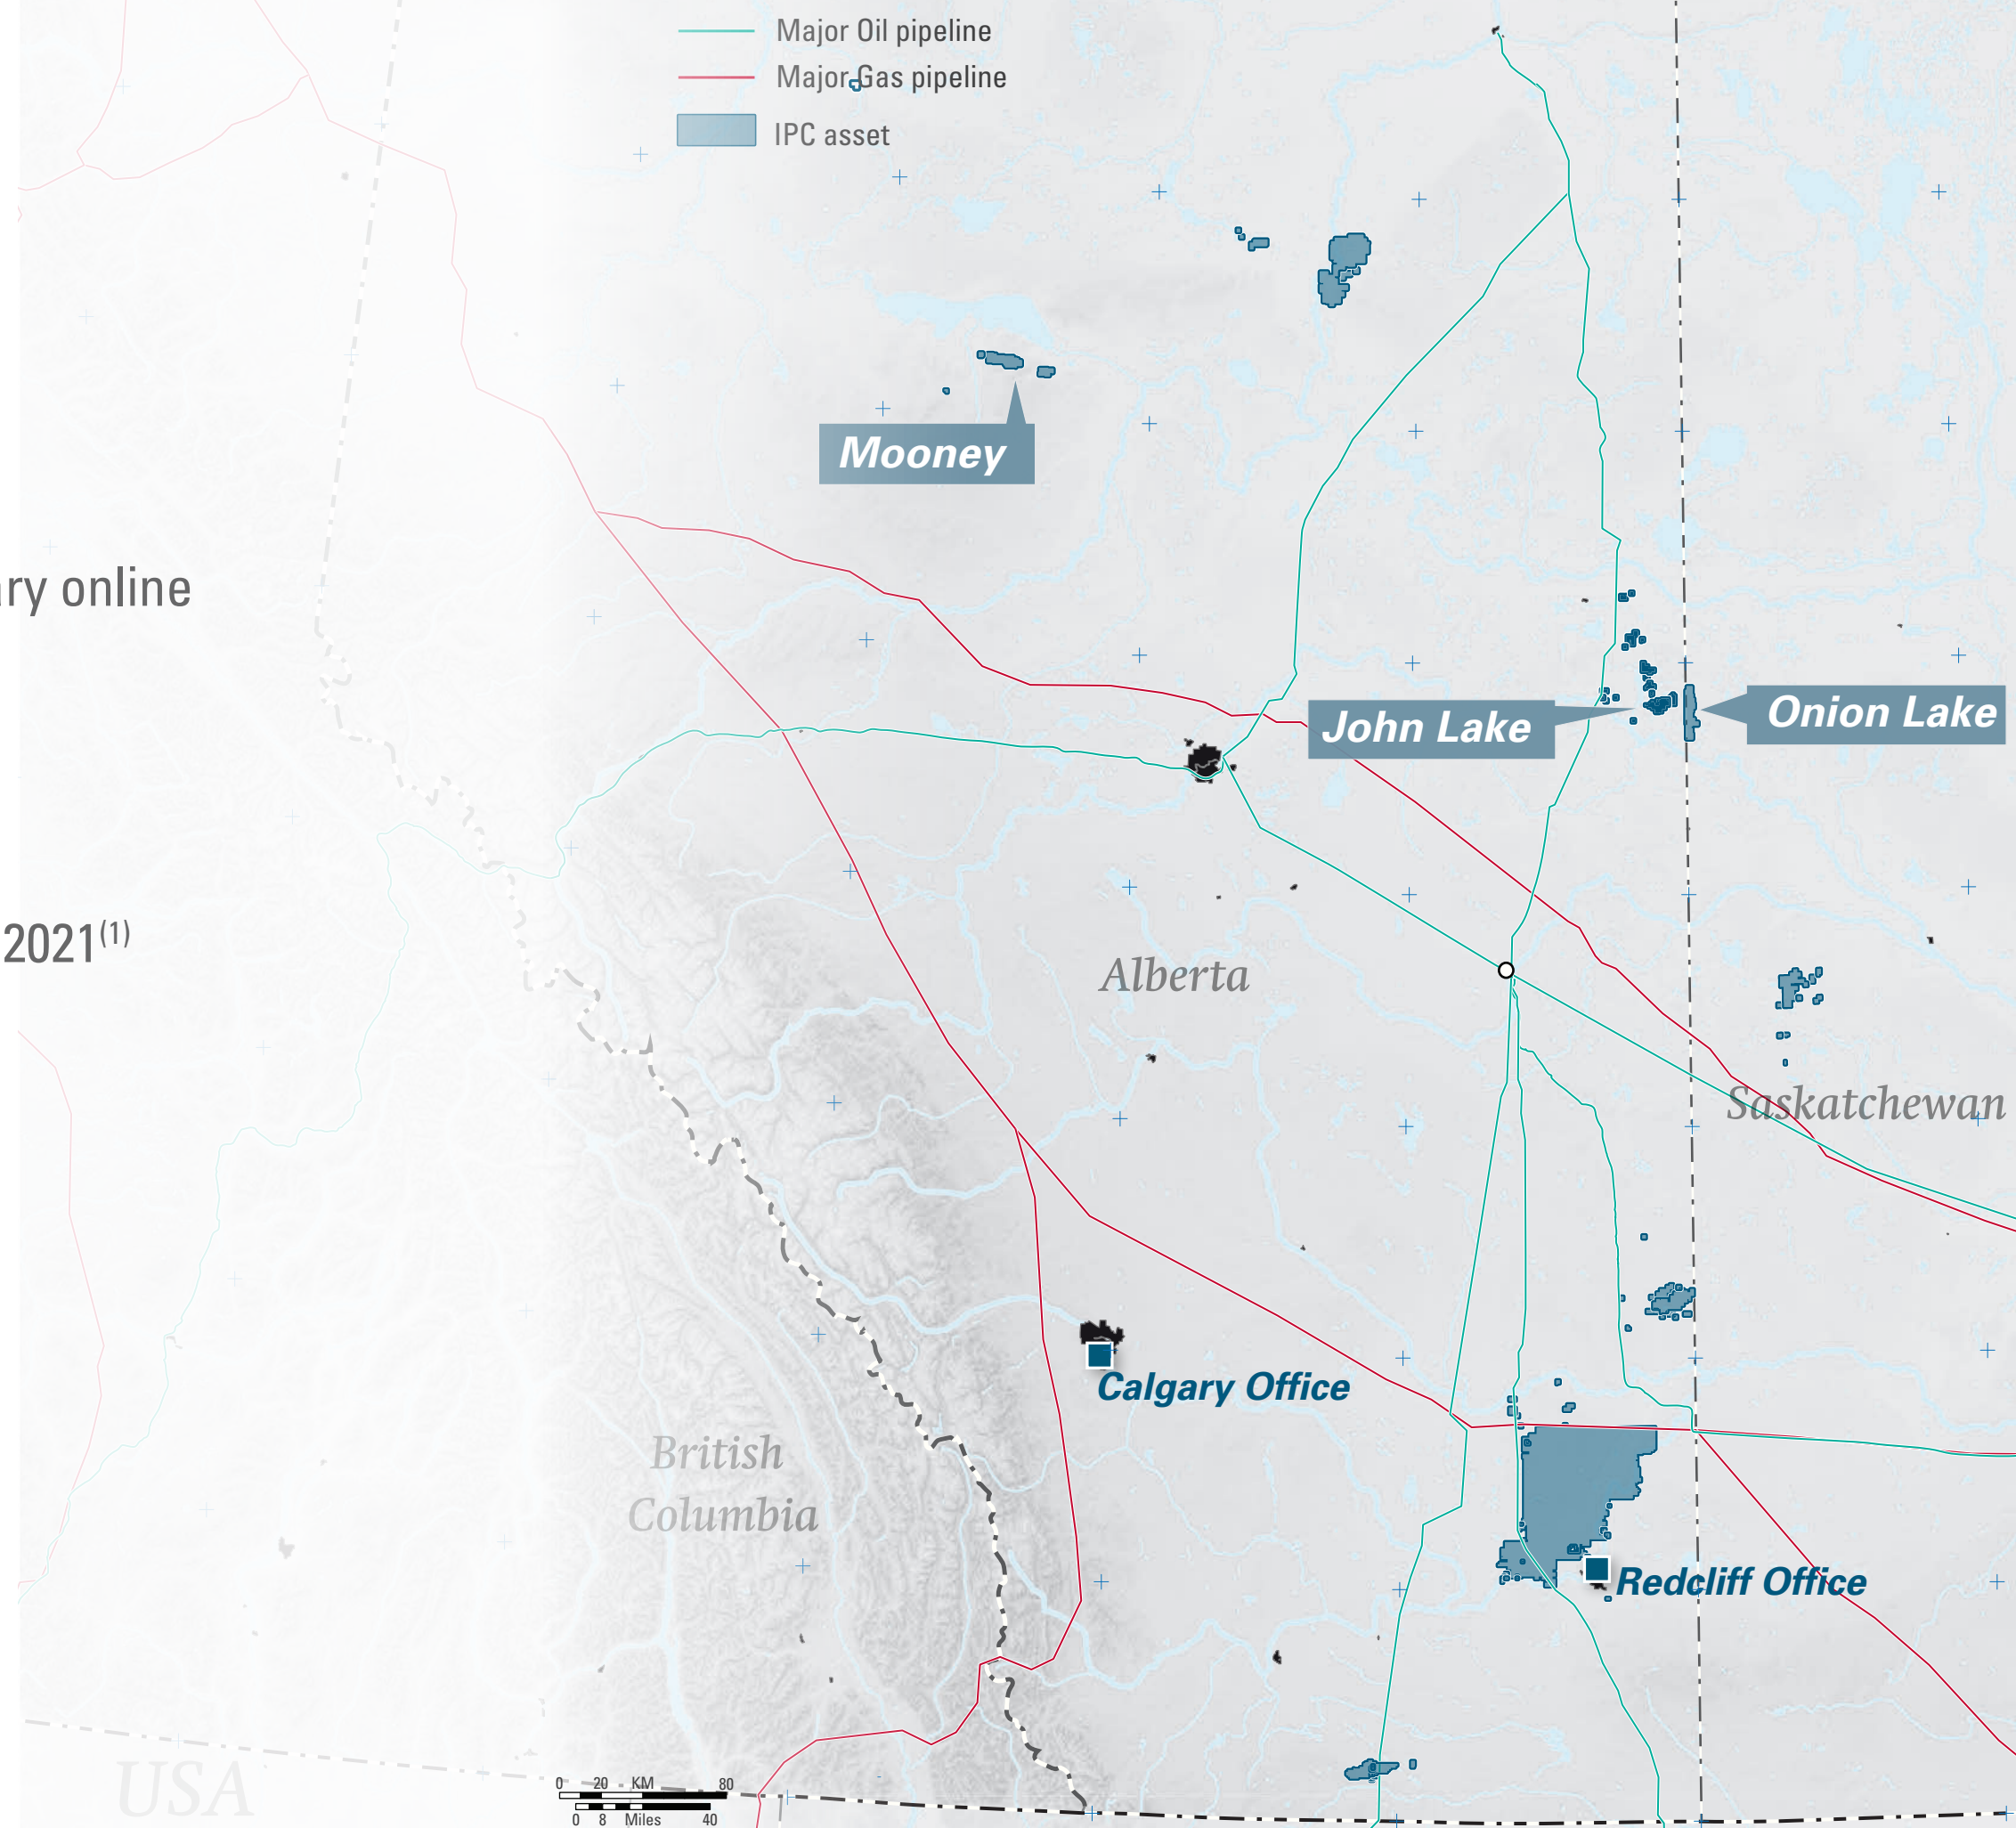 Major Oil pipeline
Major Gas pipeline
IPC asset
Mooney
ary online
John Lake
Onion Lake
2021(1)
Alberta
Saskatchewan
Calgary Office
British
Columbia
Redcliff Office
USA
0 20 KM 80
0 8 Miles 40